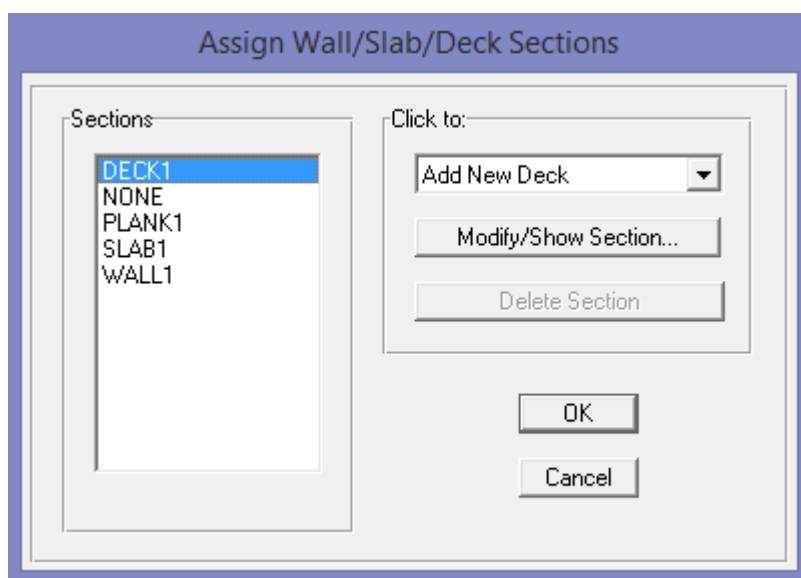 Assign Wall/Slab/Deck Sections
Sections
DECK1
NONE
PLANK1
SLAB1
WALL1
Click to:
Add New Deck
Modify/Show Section...
Delete Section
OK
Cancel